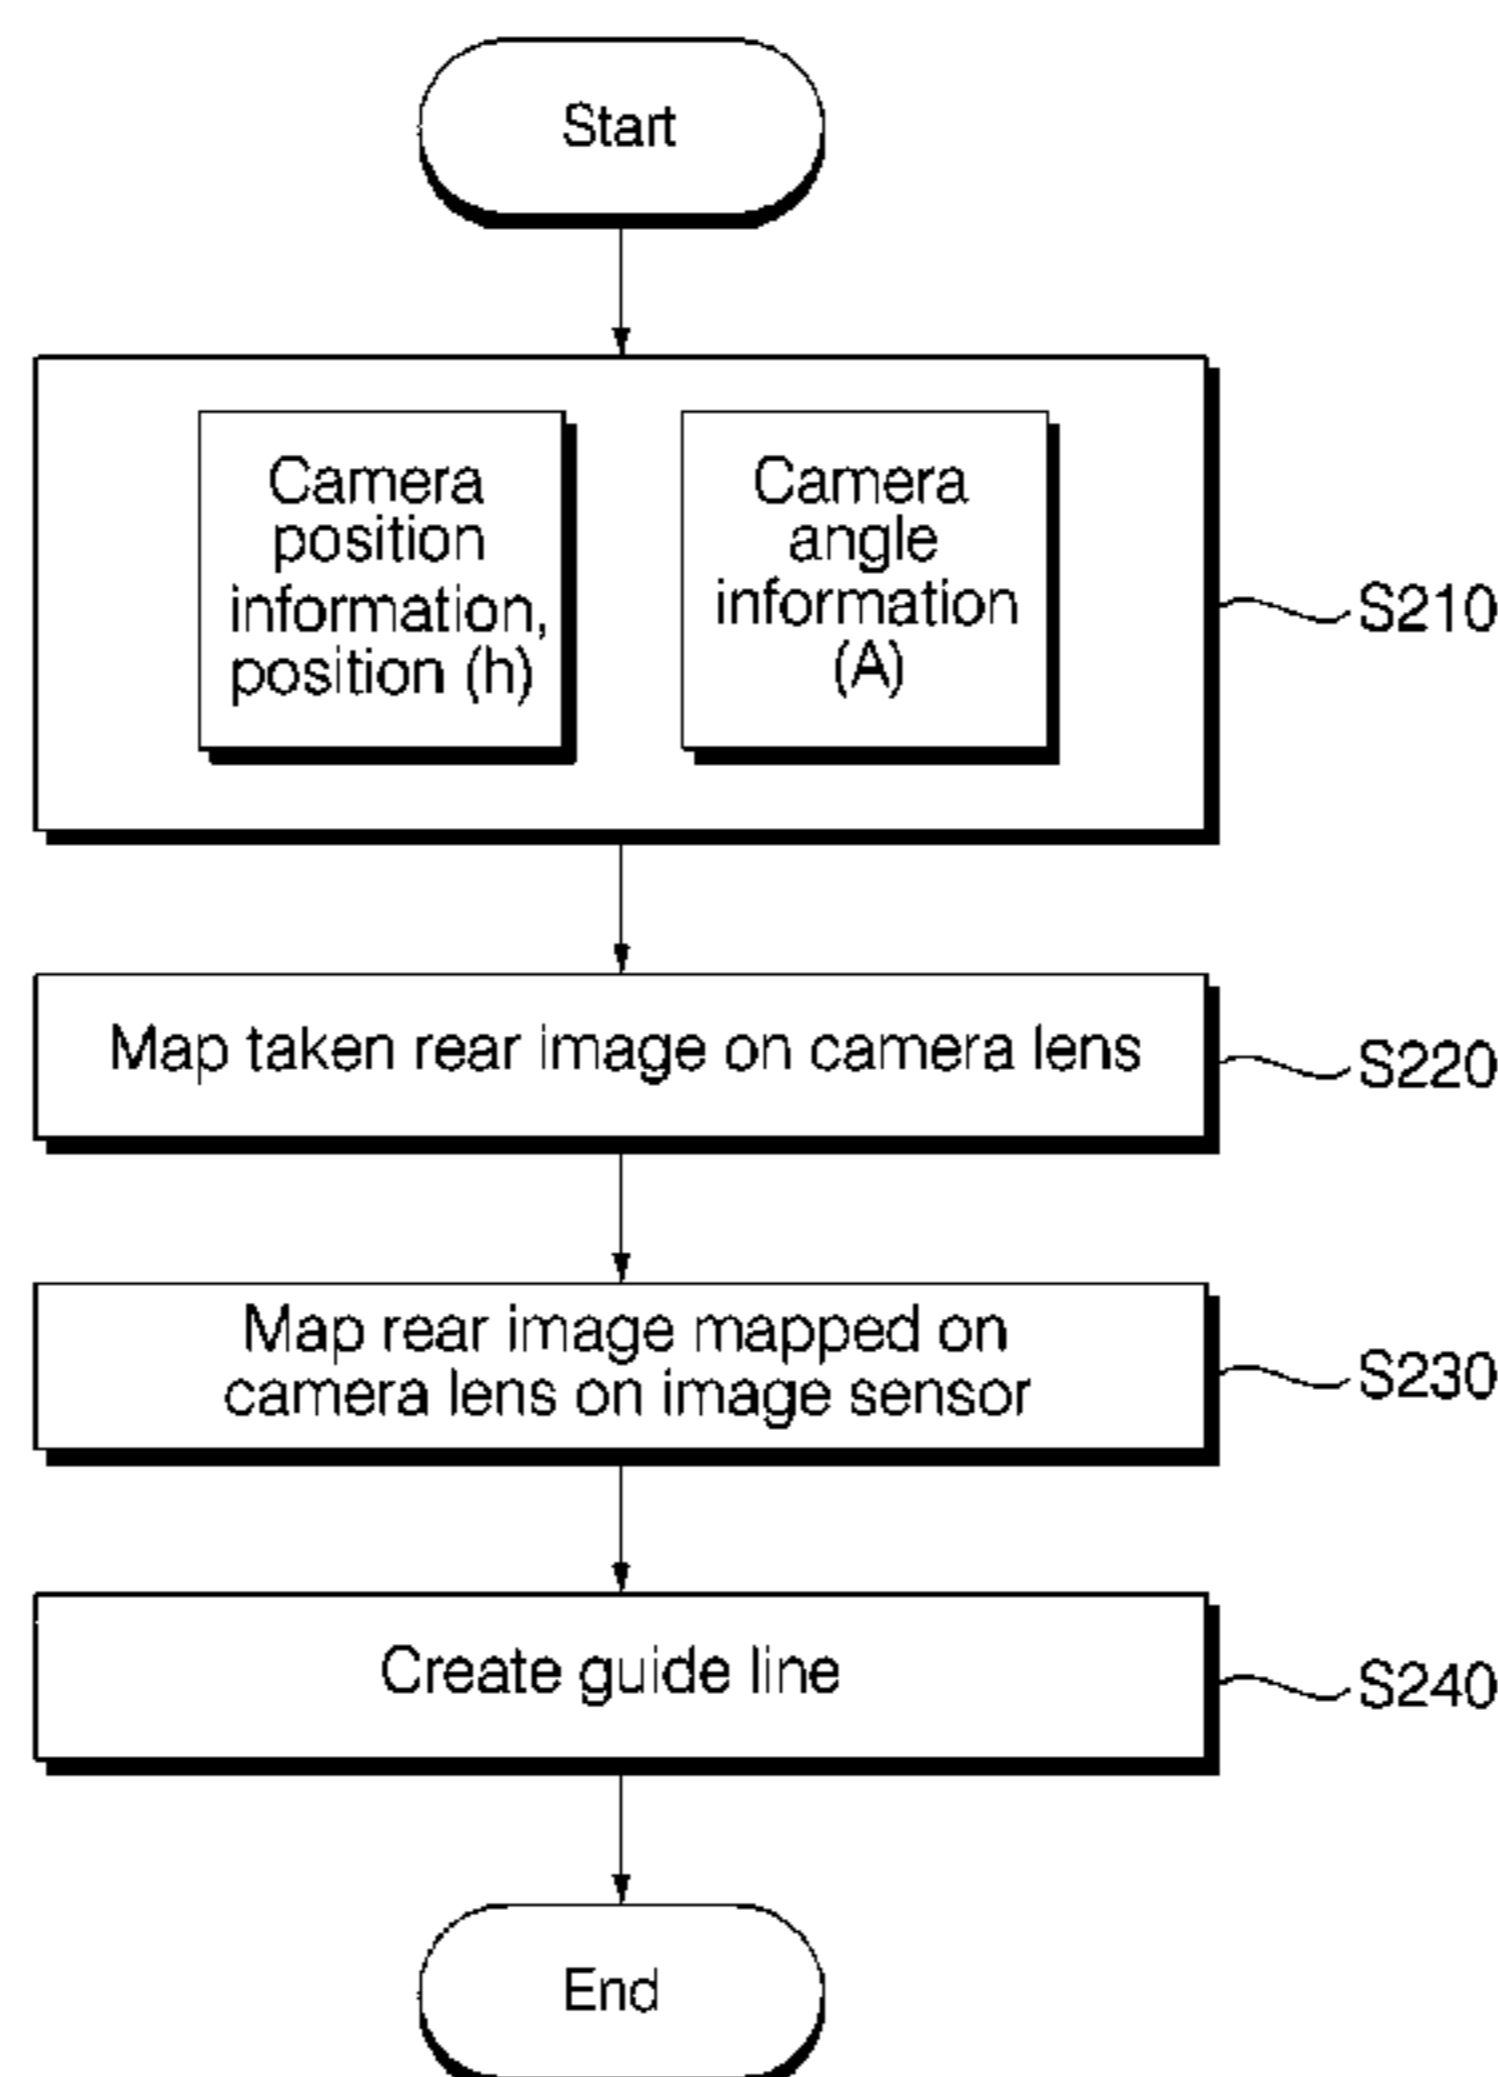 Start
Camera
position
information,
position (h)
Camera
angle
information
(A)
S210
Map taken rear image on camera lens
S220
Map rear image mapped on
camera lens on image sensor
S230
Create guide line
S240
End